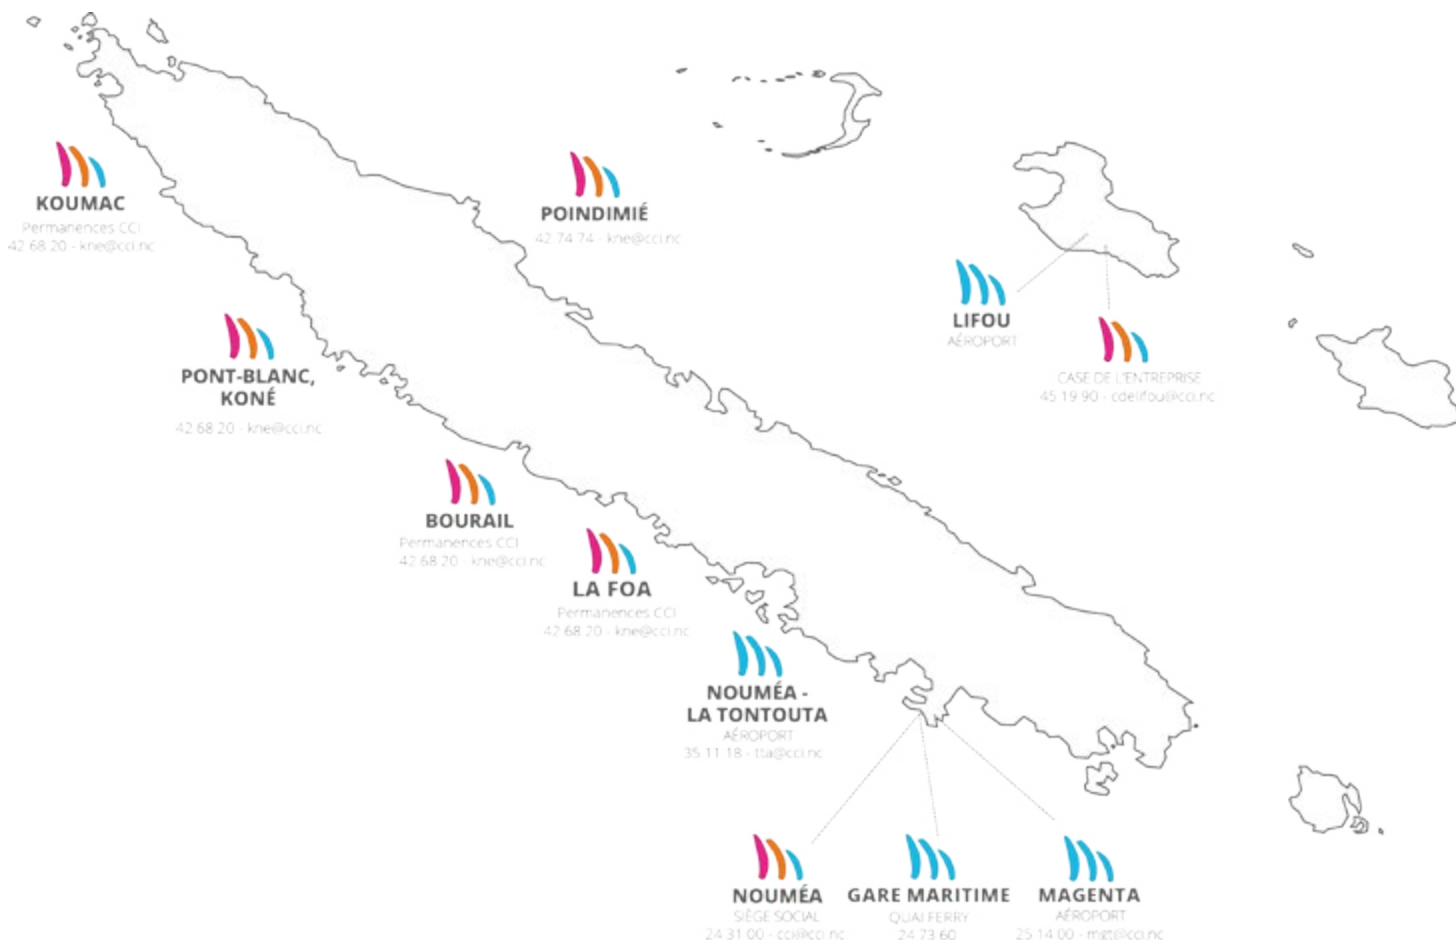 KOUMAC
Permanences CCI
42 68 20 - kne@cci.nc
POINDIMIÉ
42 74 74 - kne@cci.nc
LIFOU
AÉROPORT
CASE DE L'ENTREPRISE
45 19 90 - cdelifou@cci.nc
PONT-BLANC,
KONÉ
42 68 20 - kne@cci.nc
BOURAIL
Permanences CCI
42 68 20 - kne@cci.nc
LA FOA
Permanences CCI
42 68 20 - kne@cci.nc
NOUMÉA -
LA TONTOUTA
AÉROPORT
35 11 18 - tta@cci.nc
NOUMÉA
SIÈGE SOCIAL
24 31 00 - cci@cci.nc
GARE MARITIME
QUAI FERRY
24 73 60
MAGENTA
AÉROPORT
25 14 00 - mgt@cci.nc